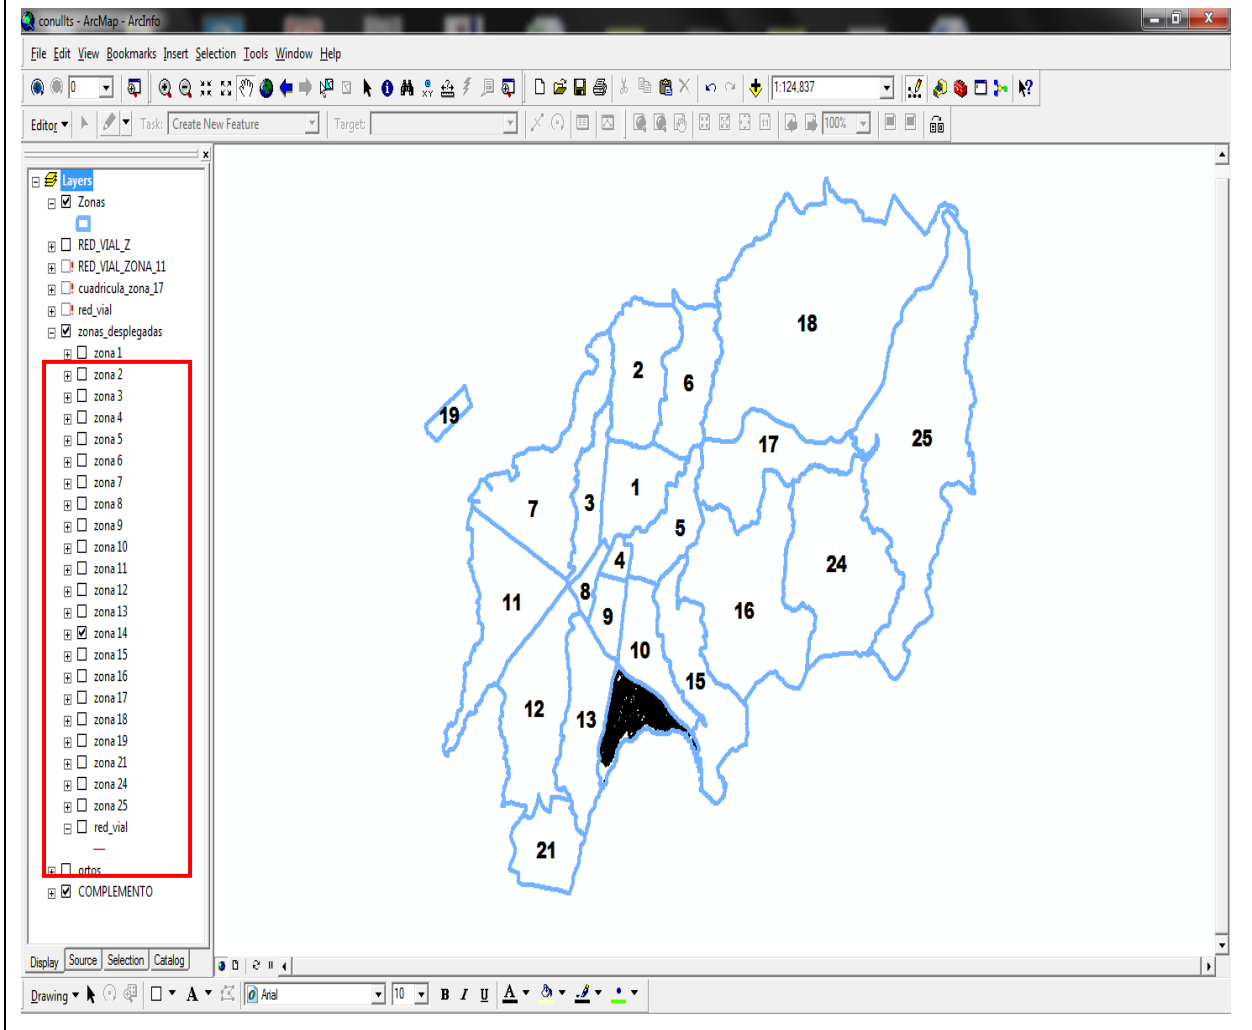 conullts - ArcMap - ArcInfo
File Edit View Bookmarks Insert Selection Tools Window Help
0 1:124,837
Editor Task: Create New Feature Target: 100%
Layers
Zonas
RED_VIAL_Z
RED_VIAL_ZONA_11
cuadricula_zona_17
red_vial
zonas_desplegadas
zona 1
zona 2
zona 3
zona 4
zona 5
zona 6
zona 7
zona 8
zona 9
zona 10
zona 11
zona 12
zona 13
zona 14
zona 15
zona 16
zona 17
zona 18
zona 19
zona 21
zona 24
zona 25
red_vial
ortos
COMPLEMENTO
18
2
6
19
17
25
1
7
3
5
4
24
8
11
9
16
10
15
12
13
21
Display Source Selection Catalog
Drawing A Arial 10 B I U A